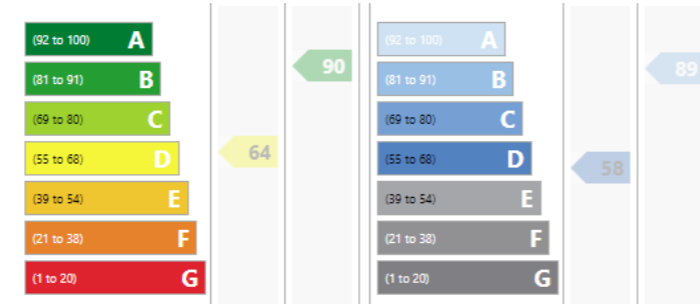 (92 to 100) A
(81 to 91) B
(69 to 80) C
(55 to 68) D
(39 to 54) E
(21 to 38) F
(1 to 20) G
64
90
(92 to 100) A
(81 to 91) B
(69 to 80) C
(55 to 68) D
(39 to 54) E
(21 to 38) F
(1 to 20) G
58
89